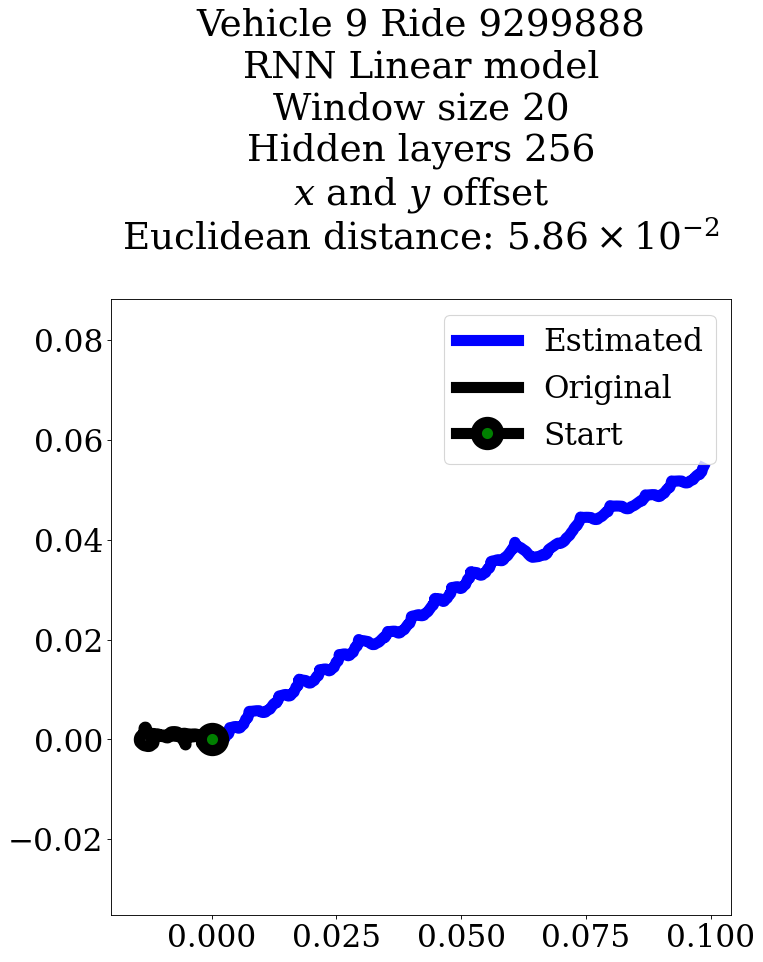 Vehicle 9 Ride 9299888
RNN Linear model
Window size 20
Hidden layers 256
x and y offset
Euclidean distance: 5.86 × 10⁻²
Estimated
Original
Start
0.08
0.06
0.04
0.02
0.00
−0.02
0.000 0.025 0.050 0.075 0.100